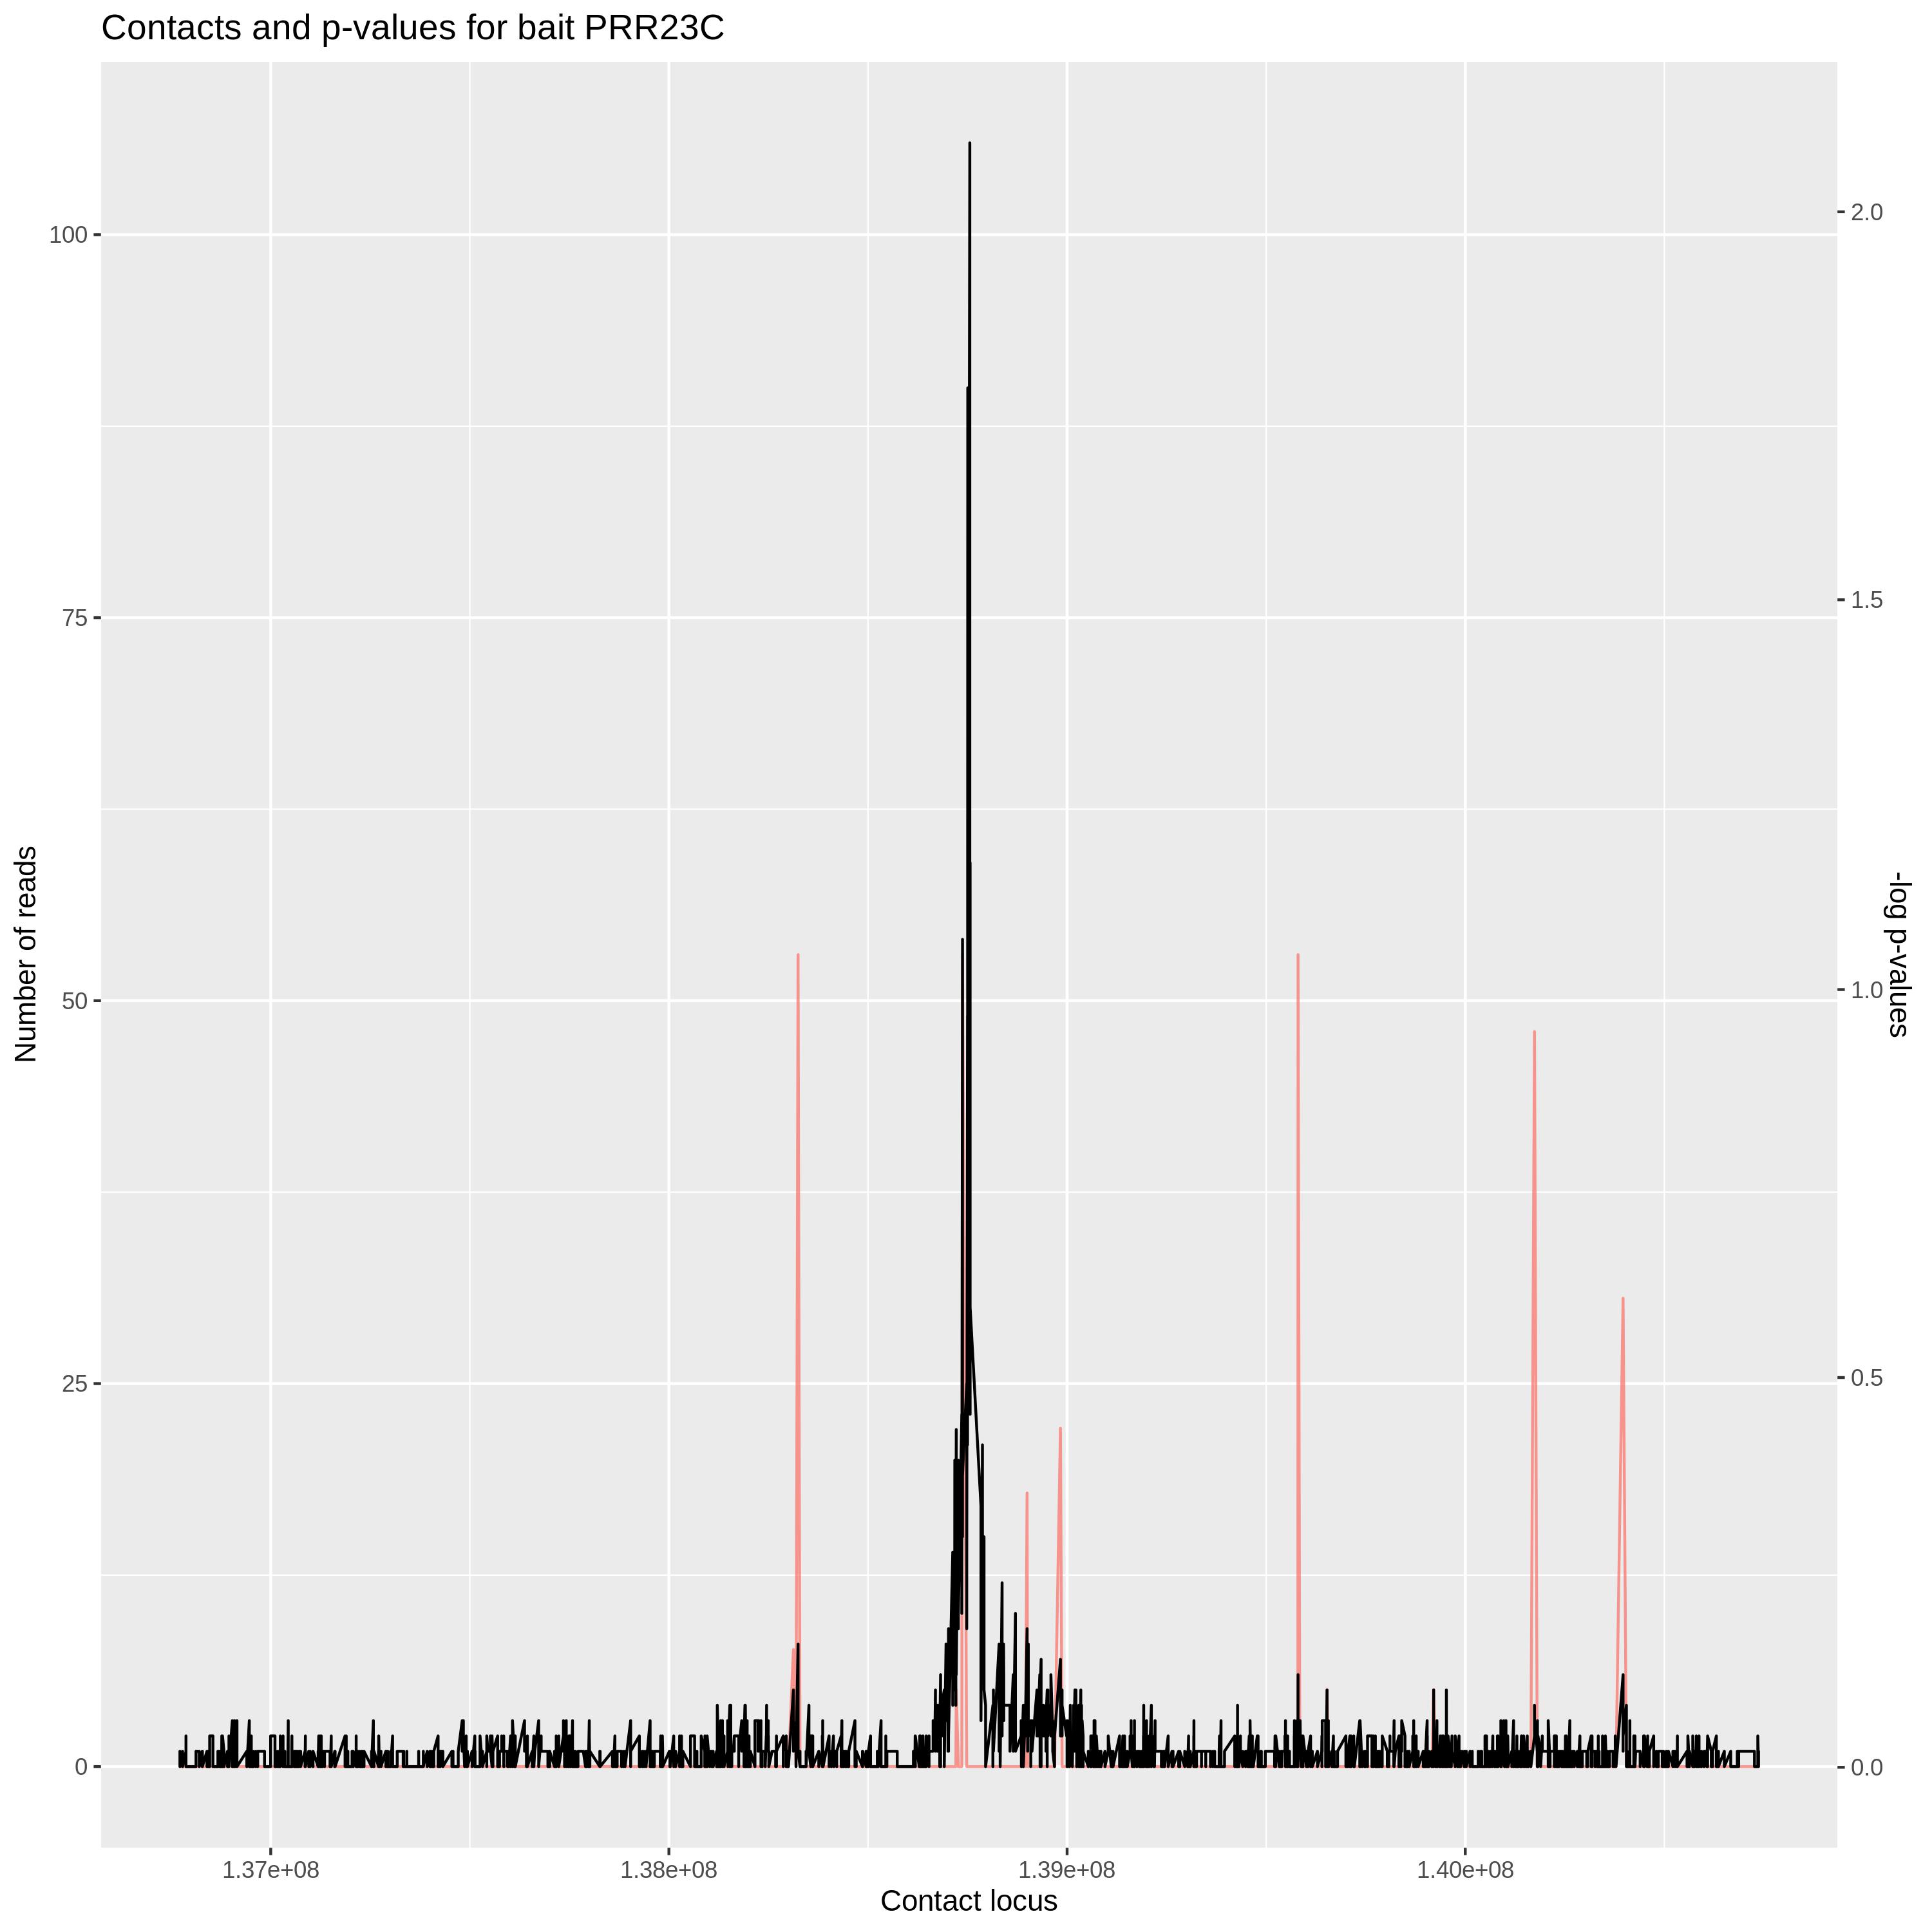 Contacts and p-values for bait PRR23C
100
75
50
25
0
Number of reads
2.0
1.5
1.0
0.5
0.0
-log p-values
1.37e+08
1.38e+08
1.39e+08
1.40e+08
Contact locus